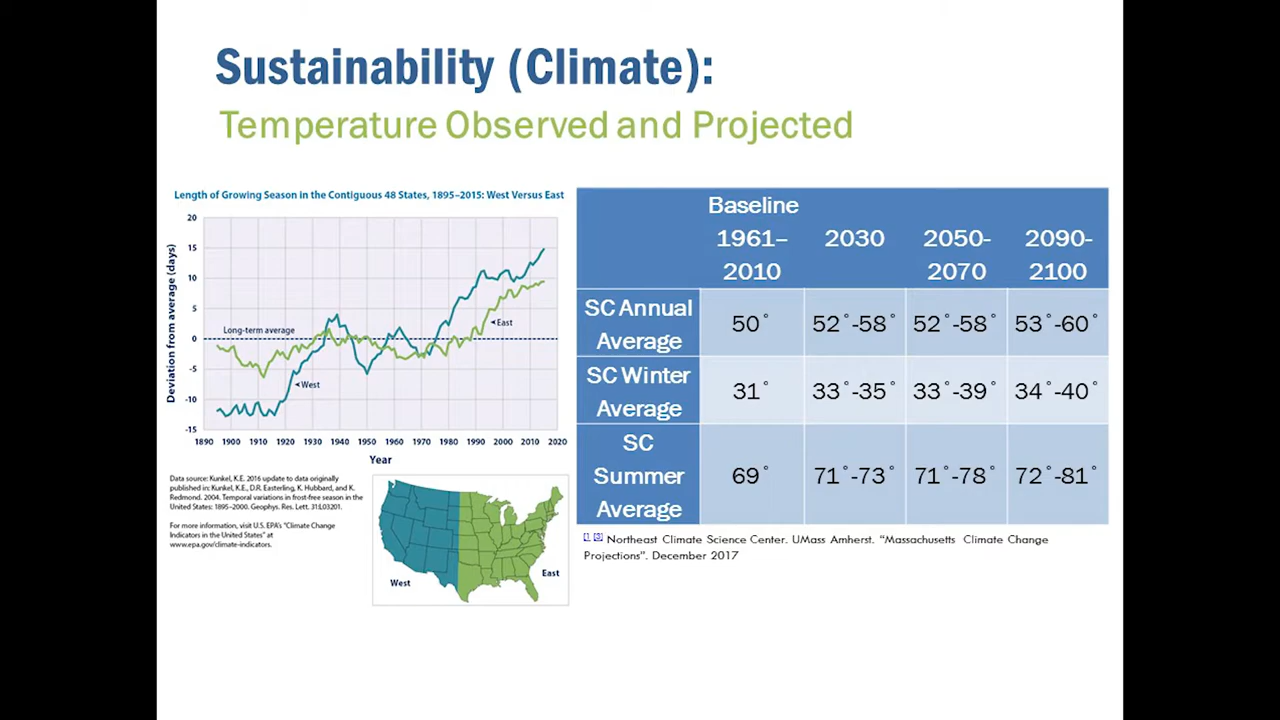 Sustainability (Climate):
Temperature Observed and Projected
Length of Growing Season in the Contiguous 48 States, 1895–2015: West Versus East
Deviation from average (days)
20
15
10
5
0
-5
-10
-15
Long-term average
East
West
1890 1900 1910 1920 1930 1940 1950 1960 1970 1980 1990 2000 2010 2020
Year
Data source: Kunkel, K.E. 2016 update to data originally
published in: Kunkel, K.E., D.R. Easterling, K. Hubbard, and K.
Redmond. 2004. Temporal variations in frost-free season in the
United States: 1895–2000. Geophys. Res. Lett. 31:L03201.
For more information, visit U.S. EPA's "Climate Change
Indicators in the United States" at
www.epa.gov/climate-indicators.
West
East
Baseline
1961–
2010
2030
2050-
2070
2090-
2100
SC Annual
Average
50° 52°-58° 52°-58° 53°-60°
SC Winter
Average
31° 33°-35° 33°-39° 34°-40°
SC
Summer
Average
69° 71°-73° 71°-78° 72°-81°
Northeast Climate Science Center. UMass Amherst. "Massachusetts Climate Change
Projections". December 2017